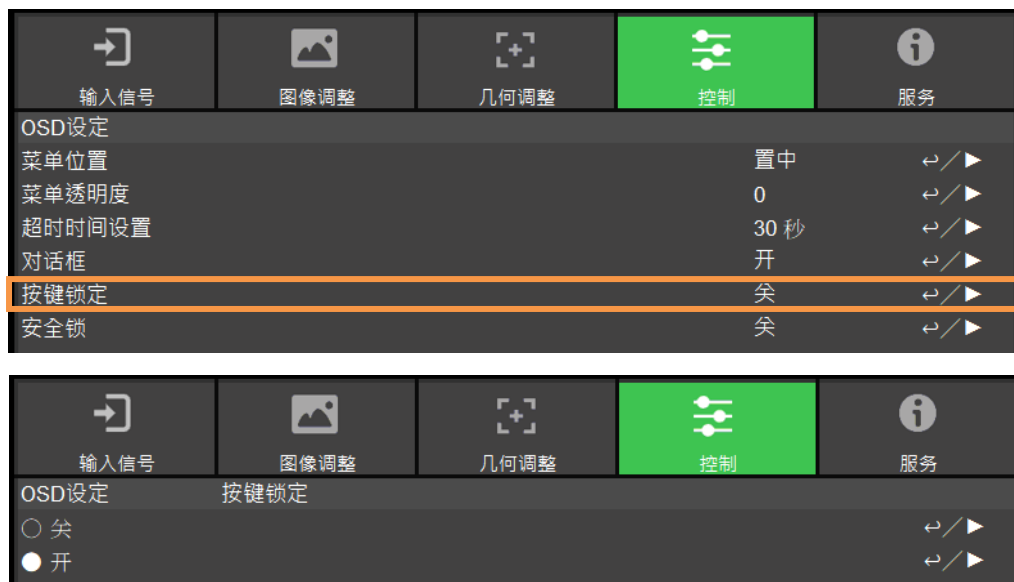 输入信号 图像调整 几何调整 控制 服务
OSD设定
菜单位置 置中
菜单透明度 0
超时时间设置 30 秒
对话框 开
按键锁定 关
安全锁 关
输入信号 图像调整 几何调整 控制 服务
OSD设定 按键锁定
关
开